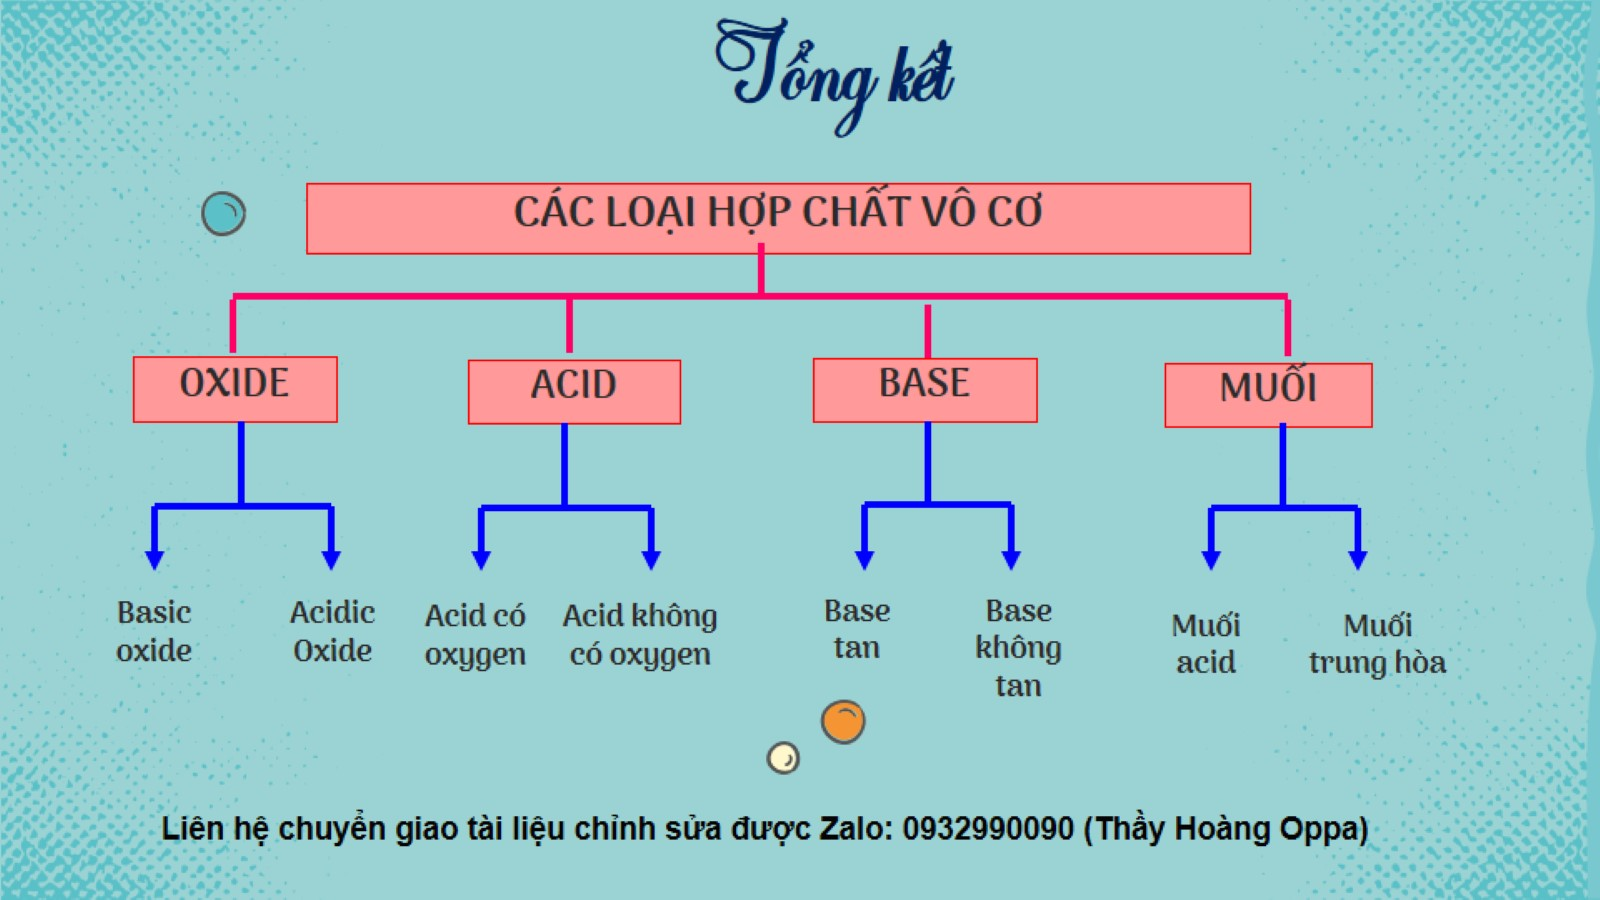 Tổng kết
CÁC LOẠI HỢP CHẤT VÔ CƠ
OXIDE
ACID
BASE
MUỐI
Basic
oxide
Acidic
Oxide
Acid có
oxygen
Acid không
có oxygen
Base
tan
Base
không
tan
Muối
acid
Muối
trung hòa
Liên hệ chuyển giao tài liệu chỉnh sửa được Zalo: 0932990090 (Thầy Hoàng Oppa)